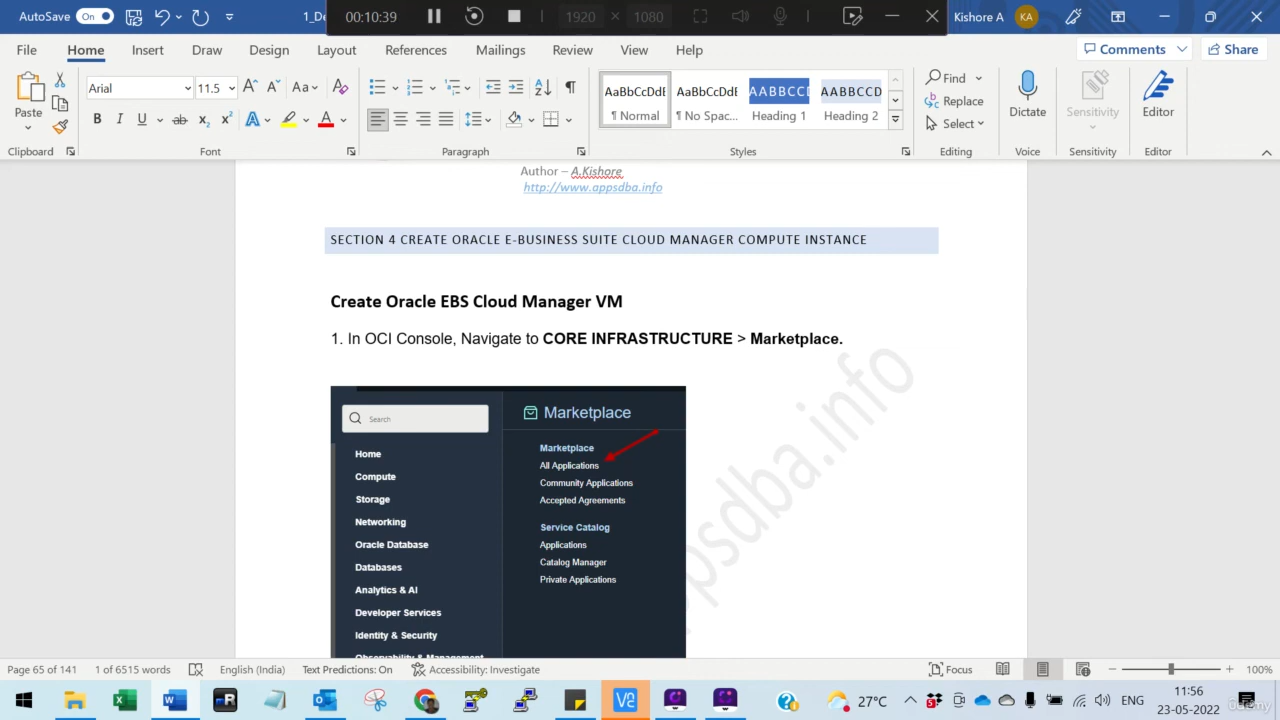 AutoSave On
00:10:39
1920 × 1080
Kishore A KA
File Home Insert Draw Design Layout References Mailings Review View Help
Comments Share
Paste
Arial 11.5
Find
Replace
Select
Dictate
Sensitivity
Editor
AaBbCcDdE AaBbCcDdE AABBCCD AABBCCD
¶ Normal ¶ No Spac... Heading 1 Heading 2
Clipboard Font Paragraph Styles Editing Voice Sensitivity Editor
Author – A.Kishore
http://www.appsdba.info
SECTION 4 CREATE ORACLE E-BUSINESS SUITE CLOUD MANAGER COMPUTE INSTANCE
Create Oracle EBS Cloud Manager VM
1. In OCI Console, Navigate to CORE INFRASTRUCTURE > Marketplace.
Search
Home
Compute
Storage
Networking
Oracle Database
Databases
Analytics & AI
Developer Services
Identity & Security
Observability & Management
Marketplace
Marketplace
All Applications
Community Applications
Accepted Agreements
Service Catalog
Applications
Catalog Manager
Private Applications
ppsdba.info
Page 65 of 141 1 of 6515 words English (India) Text Predictions: On Accessibility: Investigate Focus 100%
27°C
ENG
11:56
23-05-2022
Udemy